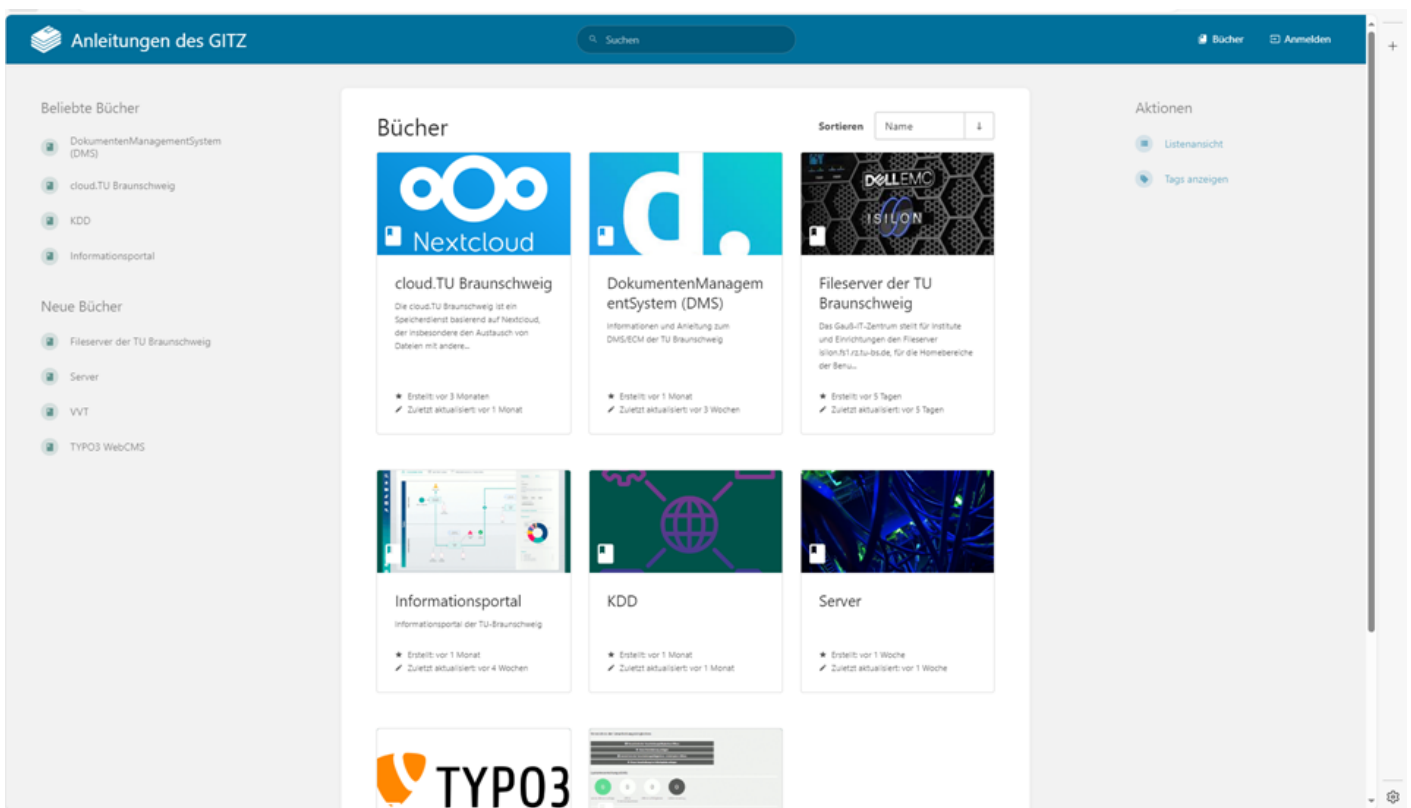 Anleitungen des GITZ
Suchen
Bücher
Anmelden
Beliebte Bücher
DokumentenManagementSystem
(DMS)
cloud.TU Braunschweig
KDD
Informationsportal
Neue Bücher
Fileserver der TU Braunschweig
Server
VVT
TYPO3 WebCMS
Bücher
Sortieren
Name
Nextcloud
cloud.TU Braunschweig
Die cloud.TU Braunschweig ist ein
Speicherdienst basierend auf Nextcloud,
der insbesondere den Austausch von
Dateien mit andere...
Erstellt: vor 3 Monaten
Zuletzt aktualisiert: vor 1 Monat
d.
DokumentenManagem
entSystem (DMS)
Informationen und Anleitung zum
DMS/ECM der TU Braunschweig
Erstellt: vor 1 Monat
Zuletzt aktualisiert: vor 3 Wochen
DELLEMC
ISILON
Fileserver der TU
Braunschweig
Das Gauß-IT-Zentrum stellt für Institute
und Einrichtungen den Fileserver
isilon.fs1.rz.tu-bs.de, für die Homebereiche
der Benu...
Erstellt: vor 5 Tagen
Zuletzt aktualisiert: vor 5 Tagen
Informationsportal
Informationsportal der TU-Braunschweig
Erstellt: vor 1 Monat
Zuletzt aktualisiert: vor 4 Wochen
KDD
Erstellt: vor 1 Monat
Zuletzt aktualisiert: vor 1 Monat
Server
Erstellt: vor 1 Woche
Zuletzt aktualisiert: vor 1 Woche
TYPO3
Aktionen
Listenansicht
Tags anzeigen